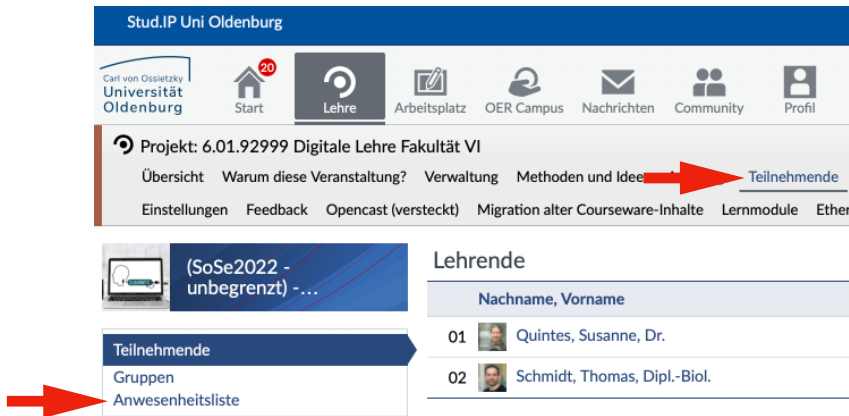 Stud.IP Uni Oldenburg
Carl von Ossietzky
Universität
Oldenburg
20
Start
Lehre
Arbeitsplatz
OER Campus
Nachrichten
Community
Profil
Projekt: 6.01.92999 Digitale Lehre Fakultät VI
Übersicht Warum diese Veranstaltung? Verwaltung Methoden und Idee Teilnehmende
Einstellungen Feedback Opencast (versteckt) Migration alter Courseware-Inhalte Lernmodule Ether
(SoSe2022 -
unbegrenzt) -...
Lehrende
Nachname, Vorname
01 Quintes, Susanne, Dr.
02 Schmidt, Thomas, Dipl.-Biol.
Teilnehmende
Gruppen
Anwesenheitsliste